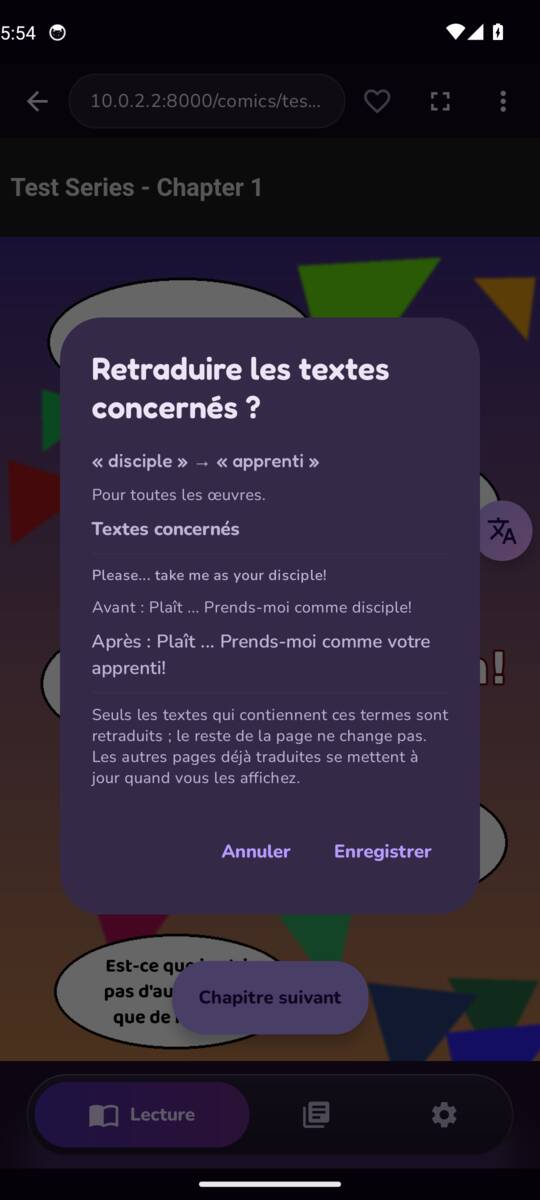 5:54
10.0.2.2:8000/comics/tes...
Test Series - Chapter 1
Retraduire les textes
concernés ?
« disciple » → « apprenti »
Pour toutes les œuvres.
Textes concernés
Please... take me as your disciple!
Avant : Plaît ... Prends-moi comme disciple!
Après : Plaît ... Prends-moi comme votre
apprenti!
Seuls les textes qui contiennent ces termes sont
retraduits ; le reste de la page ne change pas.
Les autres pages déjà traduites se mettent à
jour quand vous les affichez.
Annuler Enregistrer
Est-ce que
pas d'au
que de
Chapitre suivant
Lecture